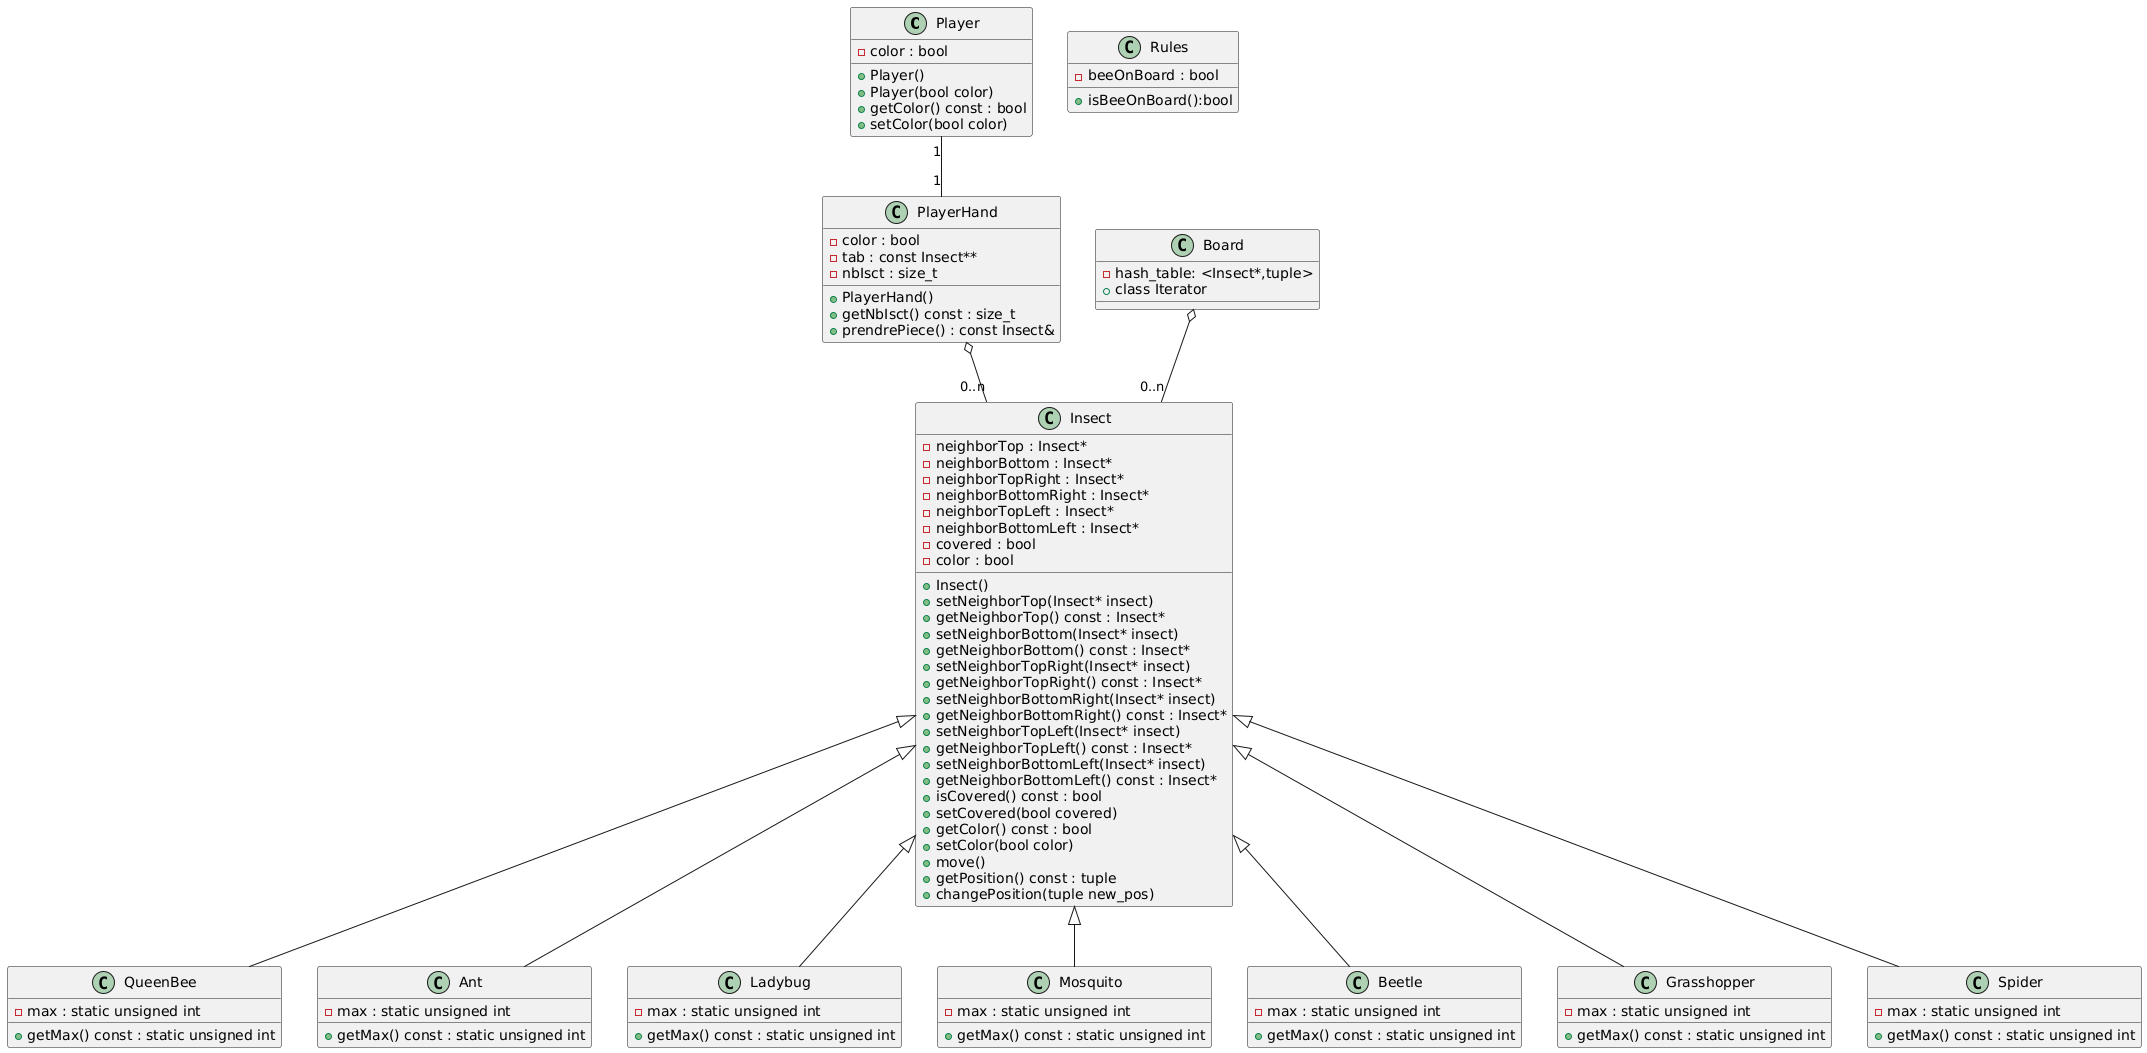 C Player
color : bool
Player()
Player(bool color)
getColor() const : bool
setColor(bool color)
C Rules
beeOnBoard : bool
isBeeOnBoard():bool
1
1
C PlayerHand
color : bool
tab : const Insect**
nbIsct : size_t
PlayerHand()
getNbIsct() const : size_t
prendrePiece() : const Insect&
C Board
hash_table: <Insect*,tuple>
class Iterator
0..n
0..n
C Insect
neighborTop : Insect*
neighborBottom : Insect*
neighborTopRight : Insect*
neighborBottomRight : Insect*
neighborTopLeft : Insect*
neighborBottomLeft : Insect*
covered : bool
color : bool
Insect()
setNeighborTop(Insect* insect)
getNeighborTop() const : Insect*
setNeighborBottom(Insect* insect)
getNeighborBottom() const : Insect*
setNeighborTopRight(Insect* insect)
getNeighborTopRight() const : Insect*
setNeighborBottomRight(Insect* insect)
getNeighborBottomRight() const : Insect*
setNeighborTopLeft(Insect* insect)
getNeighborTopLeft() const : Insect*
setNeighborBottomLeft(Insect* insect)
getNeighborBottomLeft() const : Insect*
isCovered() const : bool
setCovered(bool covered)
getColor() const : bool
setColor(bool color)
move()
getPosition() const : tuple
changePosition(tuple new_pos)
C QueenBee
max : static unsigned int
getMax() const : static unsigned int
C Ant
max : static unsigned int
getMax() const : static unsigned int
C Ladybug
max : static unsigned int
getMax() const : static unsigned int
C Mosquito
max : static unsigned int
getMax() const : static unsigned int
C Beetle
max : static unsigned int
getMax() const : static unsigned int
C Grasshopper
max : static unsigned int
getMax() const : static unsigned int
C Spider
max : static unsigned int
getMax() const : static unsigned int